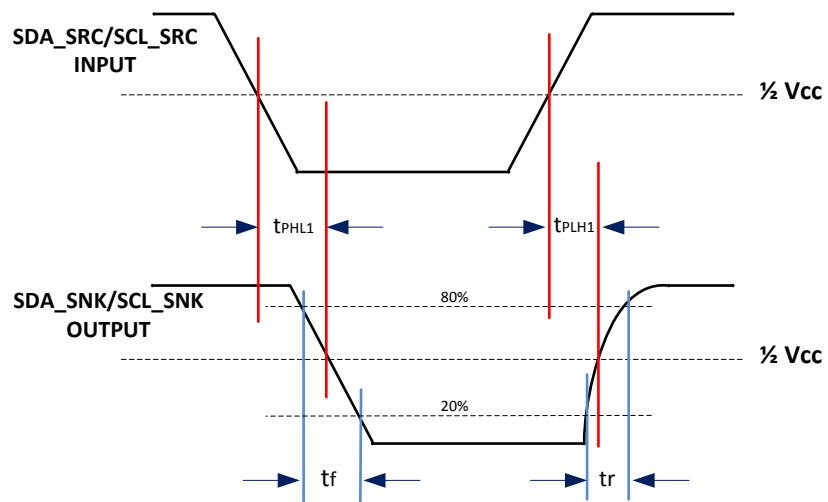 SDA_SRC/SCL_SRC
INPUT
½ Vcc
tPHL1
tPLH1
SDA_SNK/SCL_SNK
OUTPUT
80%
½ Vcc
20%
tf
tr